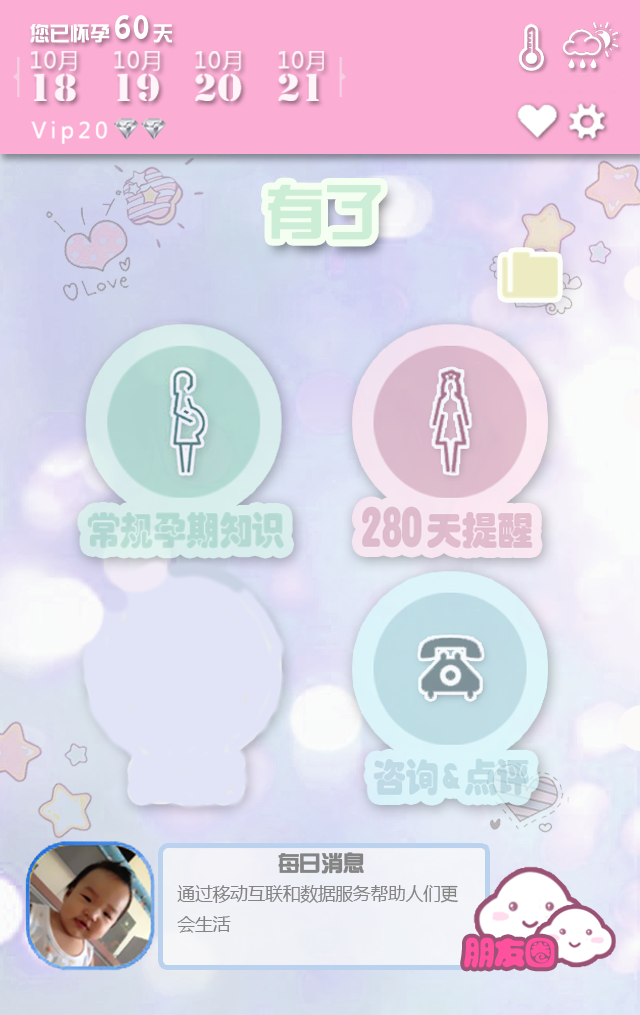 您已怀孕60天
10月 10月 10月 10月
18 19 20 21
Vip20
有了
Love
常规孕期知识
280天提醒
咨询&点评
每日消息
通过移动互联和数据服务帮助人们更
会生活
朋友圈